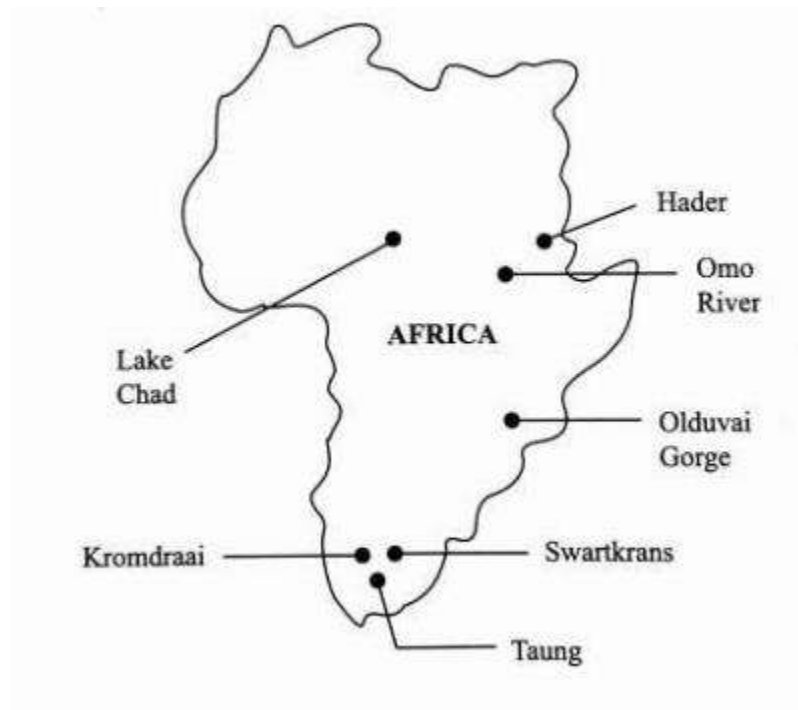 Hader
Omo
River
AFRICA
Lake
Chad
Olduvai
Gorge
Kromdraai
Swartkrans
Taung